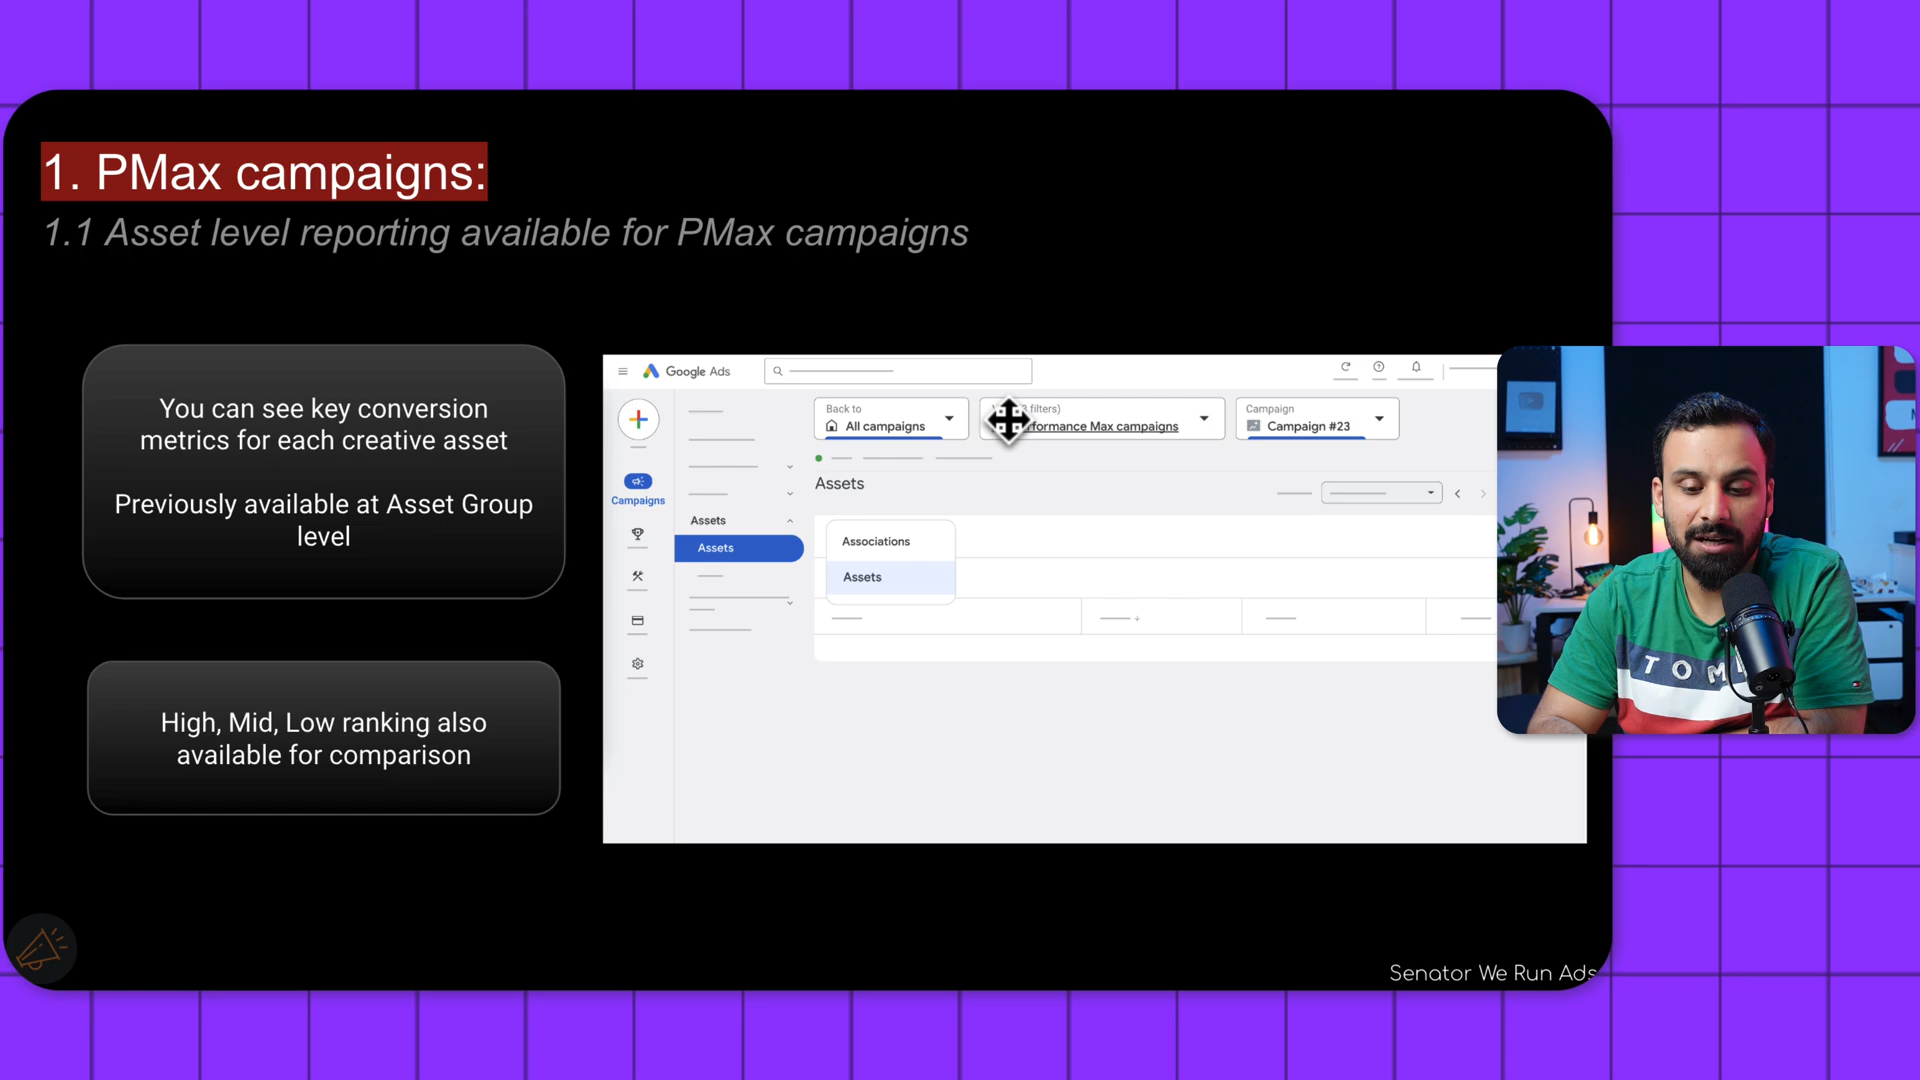 1. PMax campaigns:
1.1 Asset level reporting available for PMax campaigns
You can see key conversion
metrics for each creative asset
Previously available at Asset Group
level
High, Mid, Low ranking also
available for comparison
Google Ads
Back to
All campaigns
filters)
Max campaigns
Campaign
Campaign #23
Campaigns
Assets
Assets
Assets
Associations
Assets
Senator We Run Ads